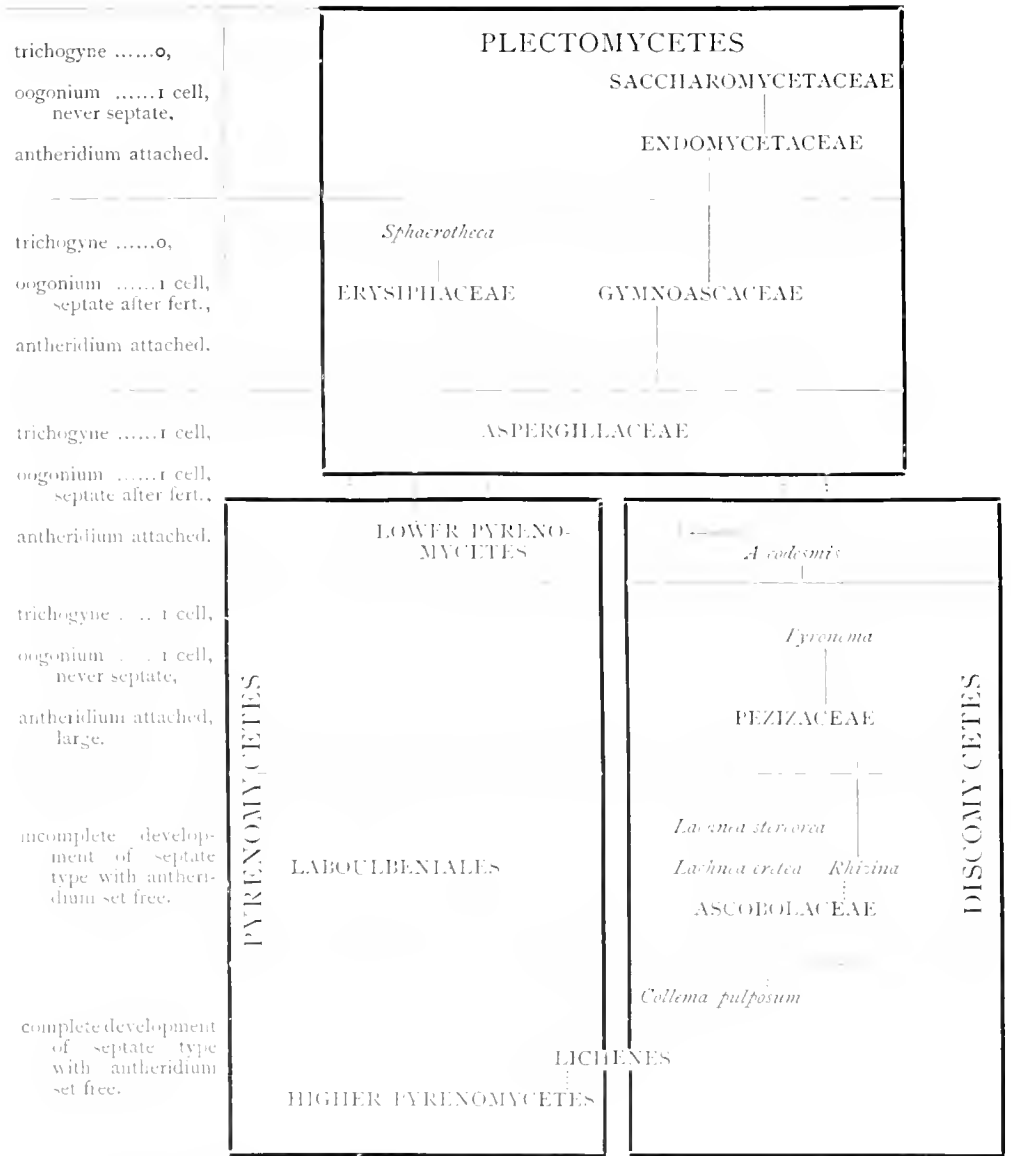 trichogyne ......0,
oogonium ......1 cell,
never septate,
antheridium attached.
trichogyne ......0,
oogonium ......1 cell,
septate after fert.,
antheridium attached.
trichogyne ......1 cell,
oogonium ......1 cell,
septate after fert.,
antheridium attached.
trichogyne . .. 1 cell,
oogonium . . 1 cell,
never septate,
antheridium attached,
large.
incomplete develop-
ment of septate
type with antheri-
dium set free.
complete development
of septate type
with antheridium
set free.
PLECTOMYCETES
SACCHAROMYCETACEAE
ENDOMYCETACEAE
Sphaerotheca
ERYSIPHACEAE
GYMNOASCACEAE
ASPERGILLACEAE
PYRENOMYCETES
LOWER PYRENO-
MYCETES
LABOULBENIALES
LICHENES
HIGHER PYRENOMYCETES
DISCOMYCETES
Pyronema
PEZIZACEAE
Lachnea stercorea
Lachnea cretea
Rhizina
ASCOBOLACEAE
Collema pulposum